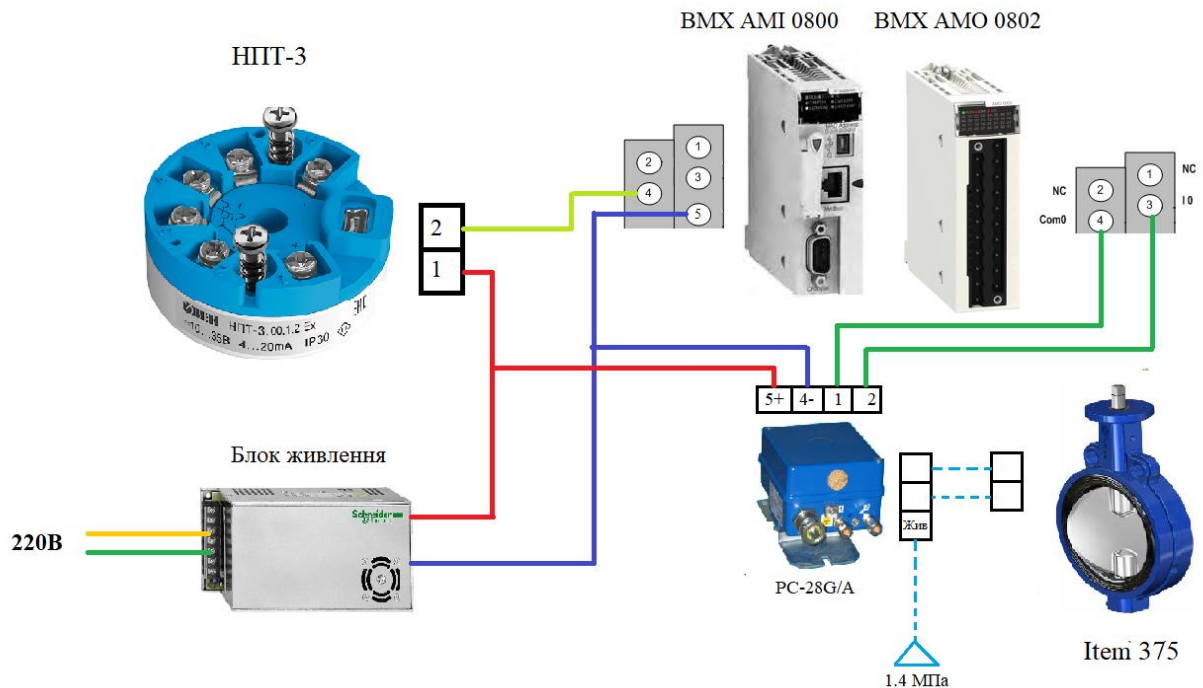 BMX AMI 0800
BMX AMO 0802
НПТ-3
2
1
4
3
5
2
1
NC
2
1
NC
Com0
4
3
I 0
НПТ-3.00.1.2 Ex
4...20mA IP30
5+
4-
1
2
Блок живлення
Schneider
220В
Жив
PC-28G/A
1.4 МПа
Item 375